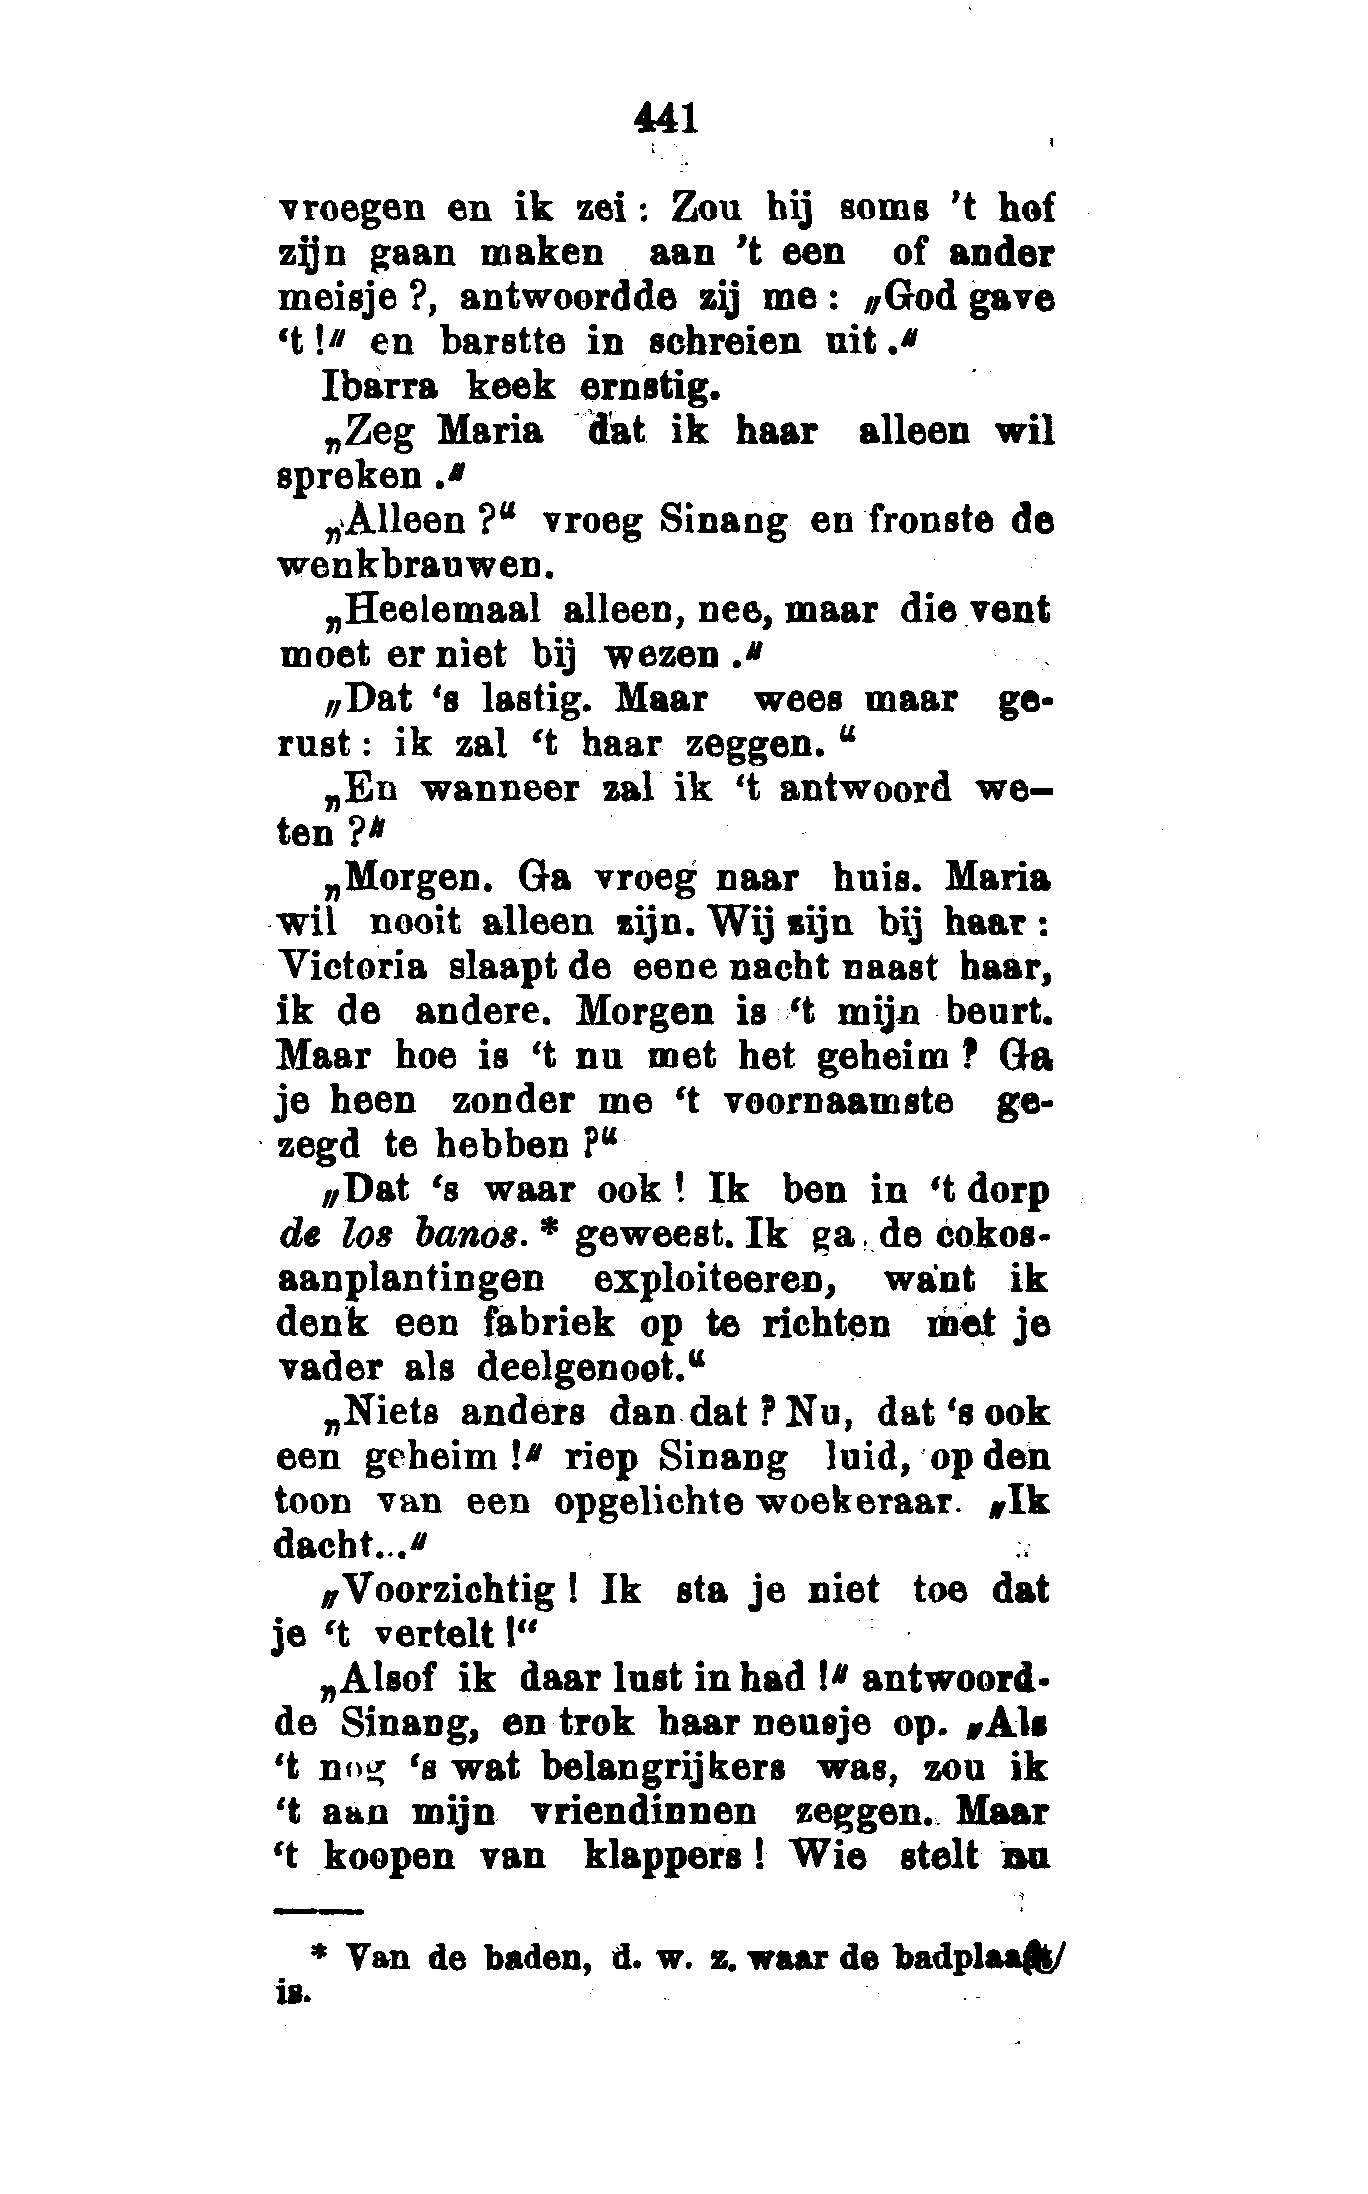 441
vroegen en ik zei : Zou hij soms 't hof
zijn gaan maken aan 't een of ander
meisje ?, antwoordde zij me : „God gave
‘t !" en barstte in schreien uit ."
Ibarra keek ernstig.
„Zeg Maria dat ik haar alleen wil
spreken ."
„Alleen ?“ vroeg Sinang en fronste de
wenkbrauwen.
„Heelemaal alleen, nee, maar die vent
moet er niet bij wezen ."
„Dat ‘s lastig. Maar wees maar ge-
rust : ik zal ‘t haar zeggen. “
„En wanneer zal ik ‘t antwoord we–
ten ?"
„Morgen. Ga vroeg naar huis. Maria
wil nooit alleen zijn. Wij zijn bij haar :
Victoria slaapt de eene nacht naast haar,
ik de andere. Morgen is ‘t mijn beurt.
Maar hoe is ‘t nu met het geheim ? Ga
je heen zonder me ‘t voornaamste ge-
zegd te hebben ?“
„Dat ‘s waar ook ! Ik ben in ‘t dorp
de los banos. * geweest. Ik ga de cokos-
aanplantingen exploiteeren, want ik
denk een fabriek op te richten met je
vader als deelgenoot.“
„Niets anders dan dat ? Nu, dat ‘s ook
een geheim !" riep Sinang luid, op den
toon van een opgelichte woekeraar. „Ik
dacht..."
„Voorzichtig ! Ik sta je niet toe dat
je ‘t vertelt !“
„Alsof ik daar lust in had !" antwoord-
de Sinang, en trok haar neusje op. „Als
‘t nog ‘s wat belangrijkers was, zou ik
‘t aan mijn vriendinnen zeggen. Maar
‘t koopen van klappers ! Wie stelt nu
* Van de baden, d. w. z. waar de
is.